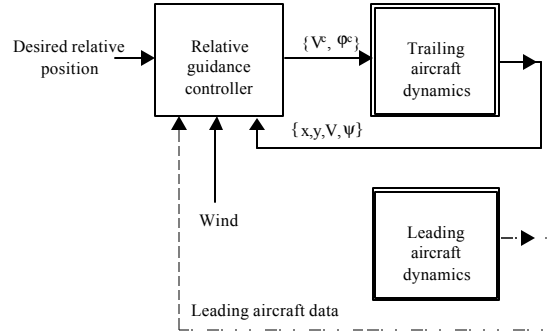 Desired relative
position
Relative
guidance
controller
{V^c, φ^c}
Trailing
aircraft
dynamics
{x,y,V,ψ}
Wind
Leading
aircraft
dynamics
Leading aircraft data